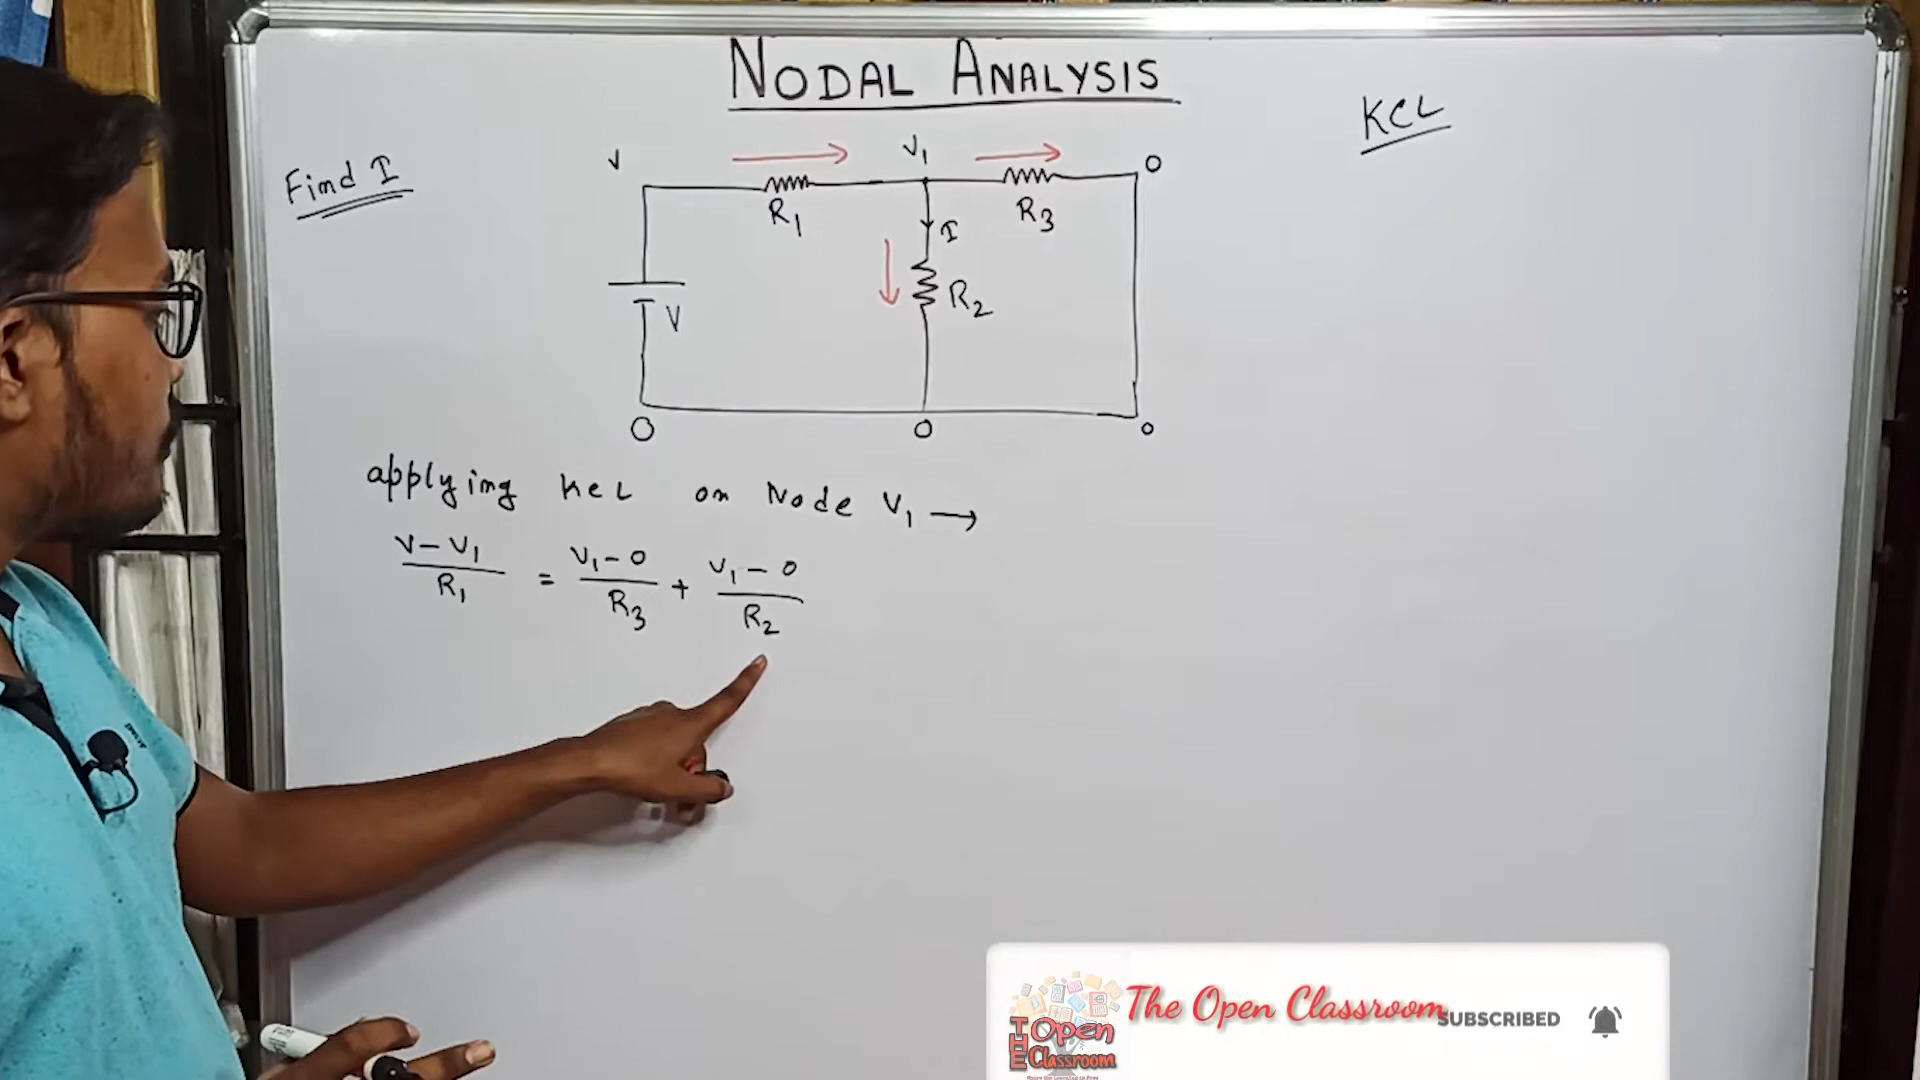 NODAL ANALYSIS
KCL
Find I
V
V1
0
R1
R3
I
R2
V
0
0
0
applying KCL on Node V1 →
V-V1/R1 = V1-0/R3 + V1-0/R2
The Open Classroom
SUBSCRIBED
THE Open Classroom